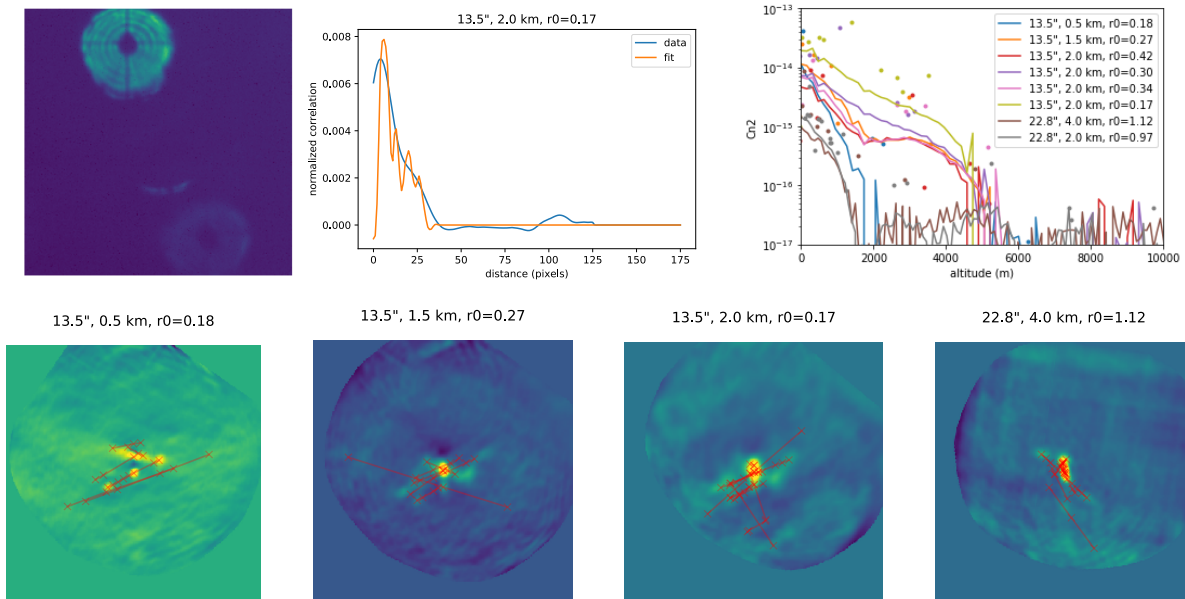 13.5", 2.0 km, r0=0.17
normalized correlation
0.008
0.006
0.004
0.002
0.000
data
fit
0 25 50 75 100 125 150 175
distance (pixels)
Cn2
10⁻¹³
10⁻¹⁴
10⁻¹⁵
10⁻¹⁶
10⁻¹⁷
13.5", 0.5 km, r0=0.18
13.5", 1.5 km, r0=0.27
13.5", 2.0 km, r0=0.42
13.5", 2.0 km, r0=0.30
13.5", 2.0 km, r0=0.34
13.5", 2.0 km, r0=0.17
22.8", 4.0 km, r0=1.12
22.8", 2.0 km, r0=0.97
0 2000 4000 6000 8000 10000
altitude (m)
13.5", 0.5 km, r0=0.18
13.5", 1.5 km, r0=0.27
13.5", 2.0 km, r0=0.17
22.8", 4.0 km, r0=1.12